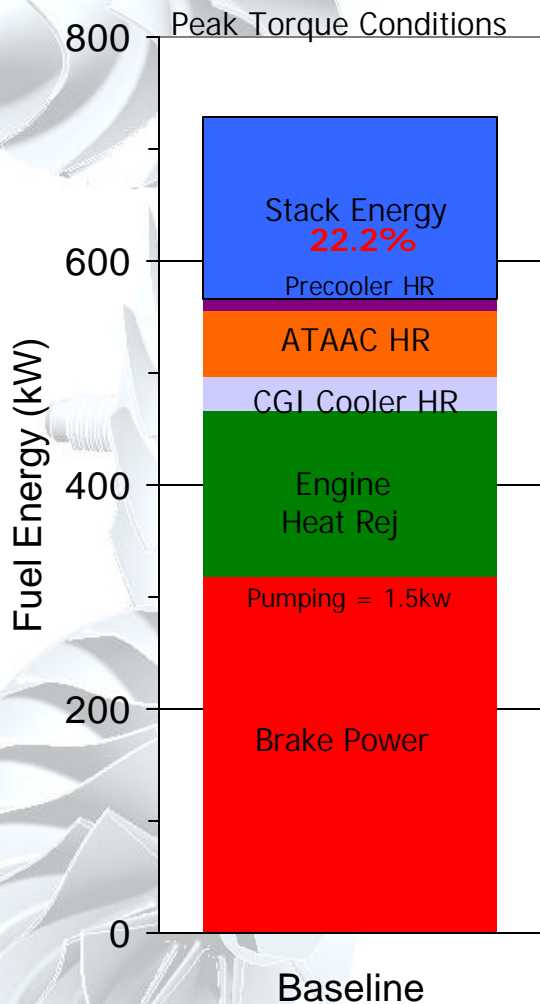 Peak Torque Conditions
800
Stack Energy
22.2%
600
Precooler HR
ATAAC HR
CGI Cooler HR
Fuel Energy (kW)
400
Engine
Heat Rej
Pumping = 1.5kw
200
Brake Power
0
Baseline